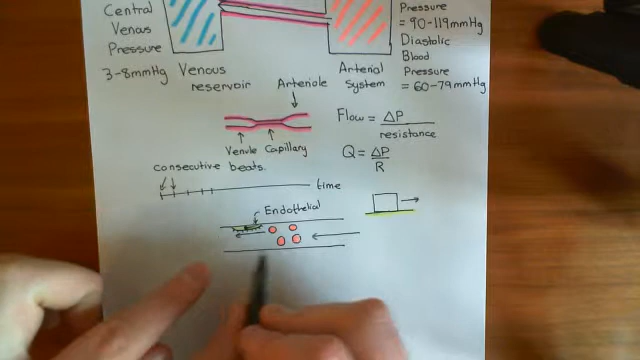 Central
Venous
Pressure
3-8mmHg
Venous
reservoir
Arterial
System
Pressure
= 90-119mmHg
Diastolic
Blood
Pressure
= 60-79mmHg
Arteriole
Venule Capillary
Flow = ΔP
resistance
Q = ΔP
R
consecutive beats.
time
Endothelial